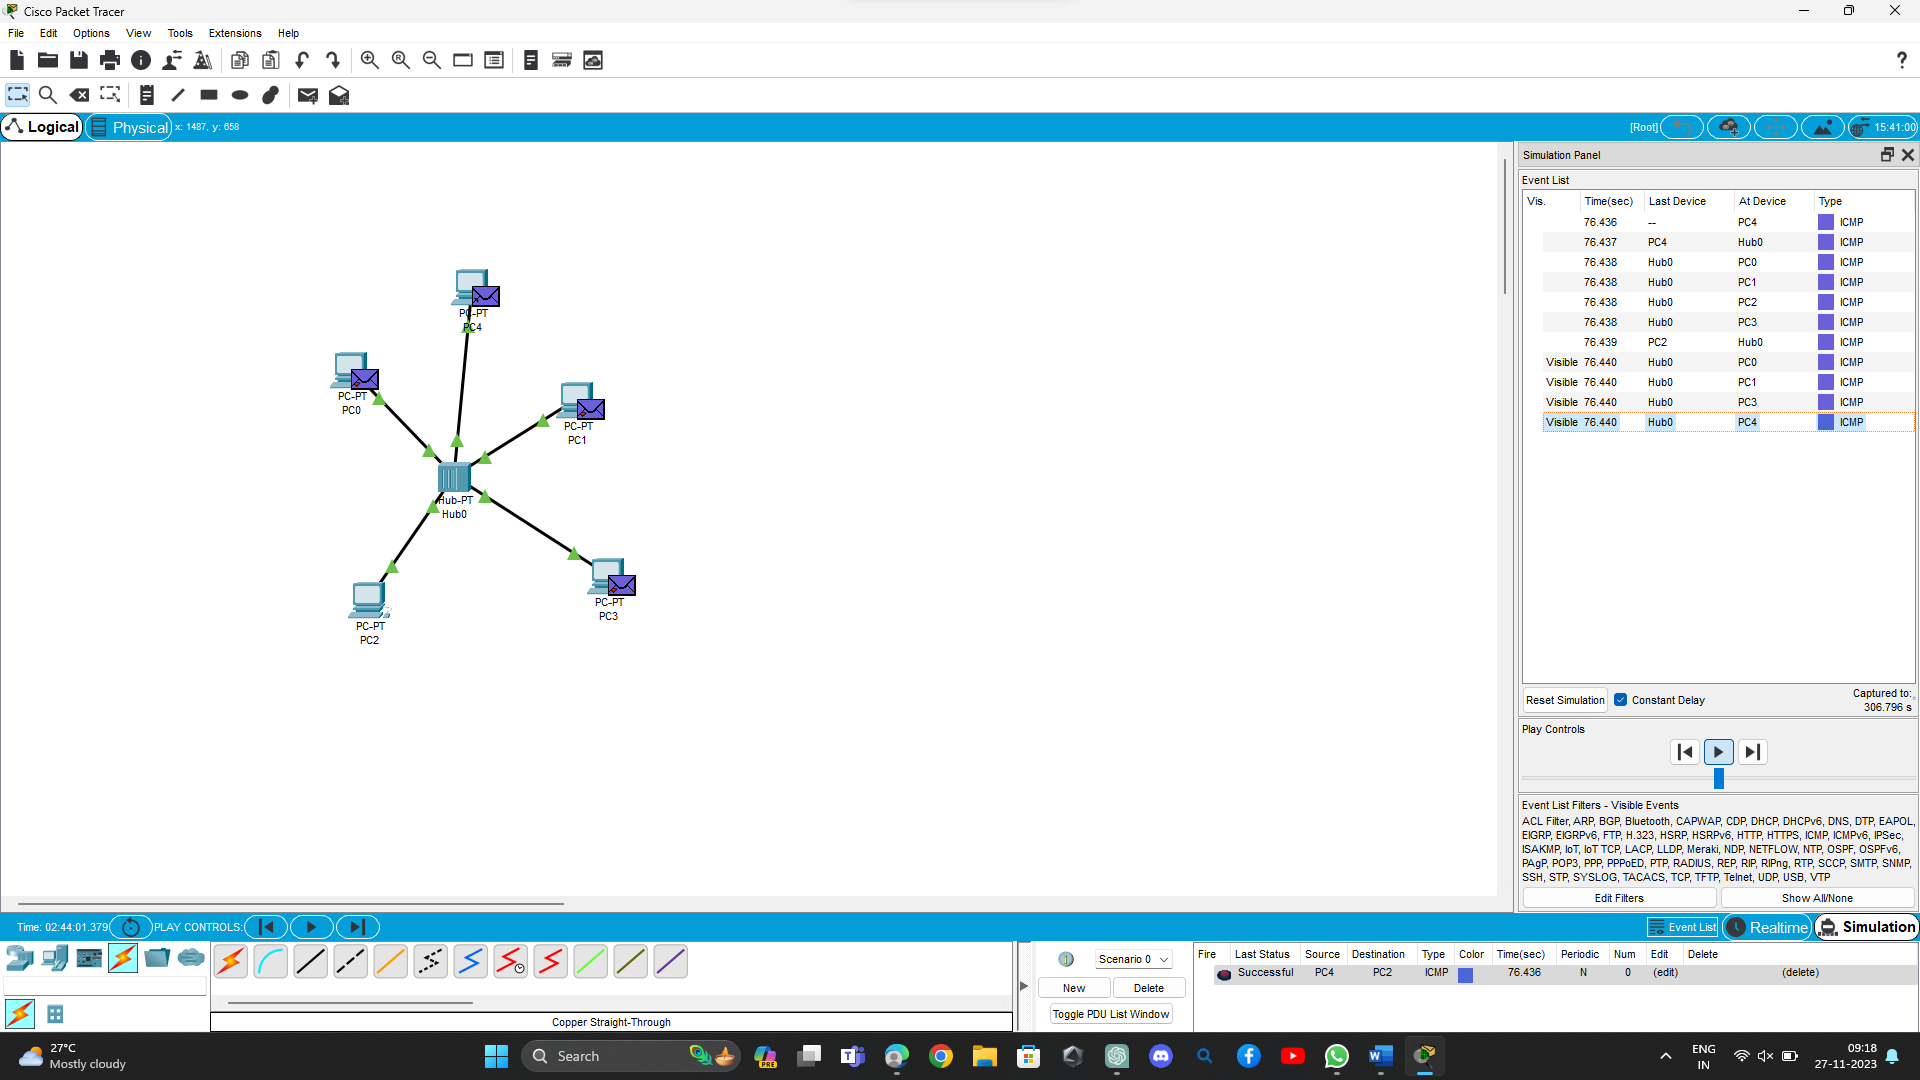 Cisco Packet Tracer
File Edit Options View Tools Extensions Help
Logical Physical x: 1487, y: 658 [Root] 15:41:00
PC-PT
PC4
PC-PT
PC0
PC-PT
PC1
Hub-PT
Hub0
PC-PT
PC3
PC-PT
PC2
Simulation Panel
Event List
Vis. Time(sec) Last Device At Device Type
76.436 -- PC4 ICMP
76.437 PC4 Hub0 ICMP
76.438 Hub0 PC0 ICMP
76.438 Hub0 PC1 ICMP
76.438 Hub0 PC2 ICMP
76.438 Hub0 PC3 ICMP
76.439 PC2 Hub0 ICMP
Visible 76.440 Hub0 PC0 ICMP
Visible 76.440 Hub0 PC1 ICMP
Visible 76.440 Hub0 PC3 ICMP
Visible 76.440 Hub0 PC4 ICMP
Reset Simulation Constant Delay Captured to:
306.796 s
Play Controls
Event List Filters - Visible Events
ACL Filter, ARP, BGP, Bluetooth, CAPWAP, CDP, DHCP, DHCPv6, DNS, DTP, EAPOL,
EIGRP, EIGRPv6, FTP, H.323, HSRP, HSRPv6, HTTP, HTTPS, ICMP, ICMPv6, IPSec,
ISAKMP, IoT, IoT TCP, LACP, LLDP, Meraki, NDP, NETFLOW, NTP, OSPF, OSPFv6,
PAgP, POP3, PPP, PPPoED, PTP, RADIUS, REP, RIP, RIPng, RTP, SCCP, SMTP, SNMP,
SSH, STP, SYSLOG, TACACS, TCP, TFTP, Telnet, UDP, USB, VTP
Edit Filters Show All/None
Time: 02:44:01.379 PLAY CONTROLS: Event List Realtime Simulation
Scenario 0
New Delete
Toggle PDU List Window
Fire Last Status Source Destination Type Color Time(sec) Periodic Num Edit Delete
Successful PC4 PC2 ICMP 76.436 N 0 (edit) (delete)
Copper Straight-Through
27°C
Mostly cloudy
Search
PRE
ENG
IN
09:18
27-11-2023